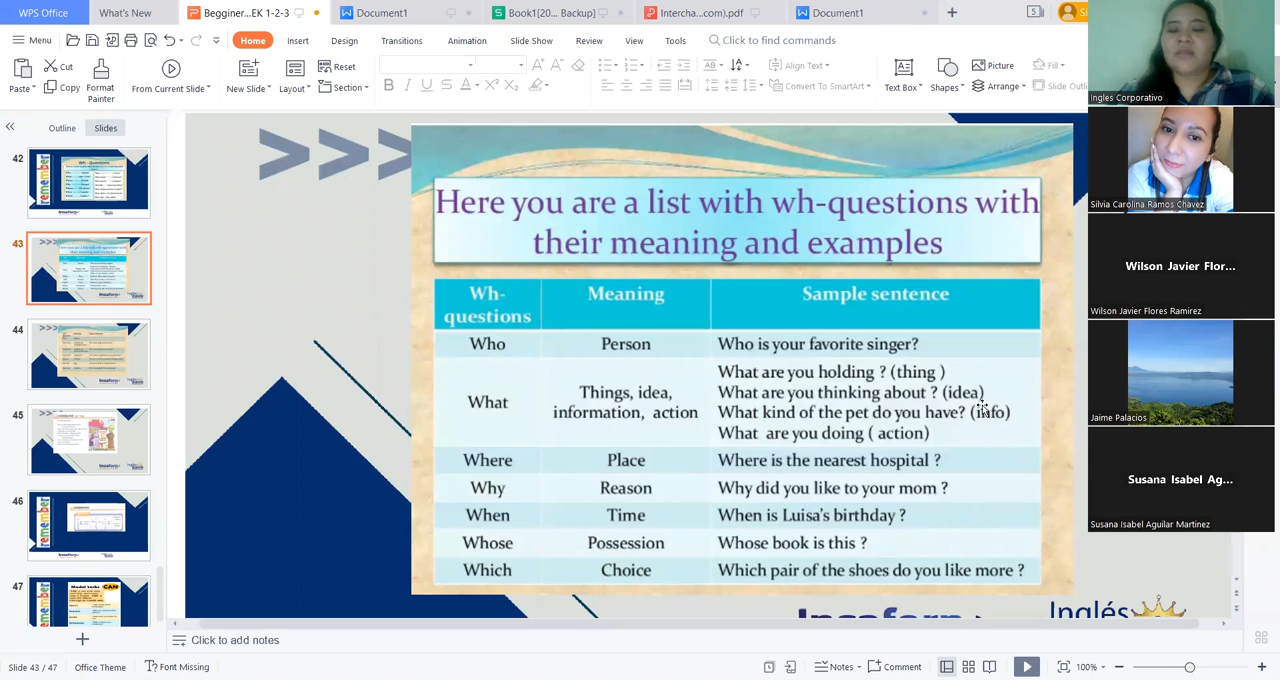 WPS Office
What's New
Begginer...EK 1-2-3
Document1
Book1[20... Backup]
Intercha...com).pdf
Document1
Menu
Home
Insert
Design
Transitions
Animation
Slide Show
Review
View
Tools
Click to find commands
Paste
Cut
Copy
Format
Painter
From Current Slide
New Slide
Layout
Reset
Section
Align Text
Convert To SmartArt
Text Box
Shapes
Picture
Arrange
Fill
Outline
Slides
42
43
44
45
46
47
Here you are a list with wh-questions with
their meaning and examples
Wh-
questions
Meaning
Sample sentence
Who
Person
Who is your favorite singer?
What
Things, idea,
information, action
What are you holding ? (thing )
What are you thinking about ? (idea)
What kind of the pet do you have? (info)
What are you doing ( action)
Where
Place
Where is the nearest hospital ?
Why
Reason
Why did you like to your mom ?
When
Time
When is Luisa's birthday ?
Whose
Possession
Whose book is this ?
Which
Choice
Which pair of the shoes do you like more ?
Inglés
Click to add notes
Slide 43 / 47
Office Theme
Font Missing
Notes
Comment
100%
Ingles Corporativo
Silvia Carolina Ramos Chavez
Wilson Javier Flor...
Wilson Javier Flores Ramirez
Jaime Palacios
Susana Isabel Ag...
Susana Isabel Aguilar Martinez